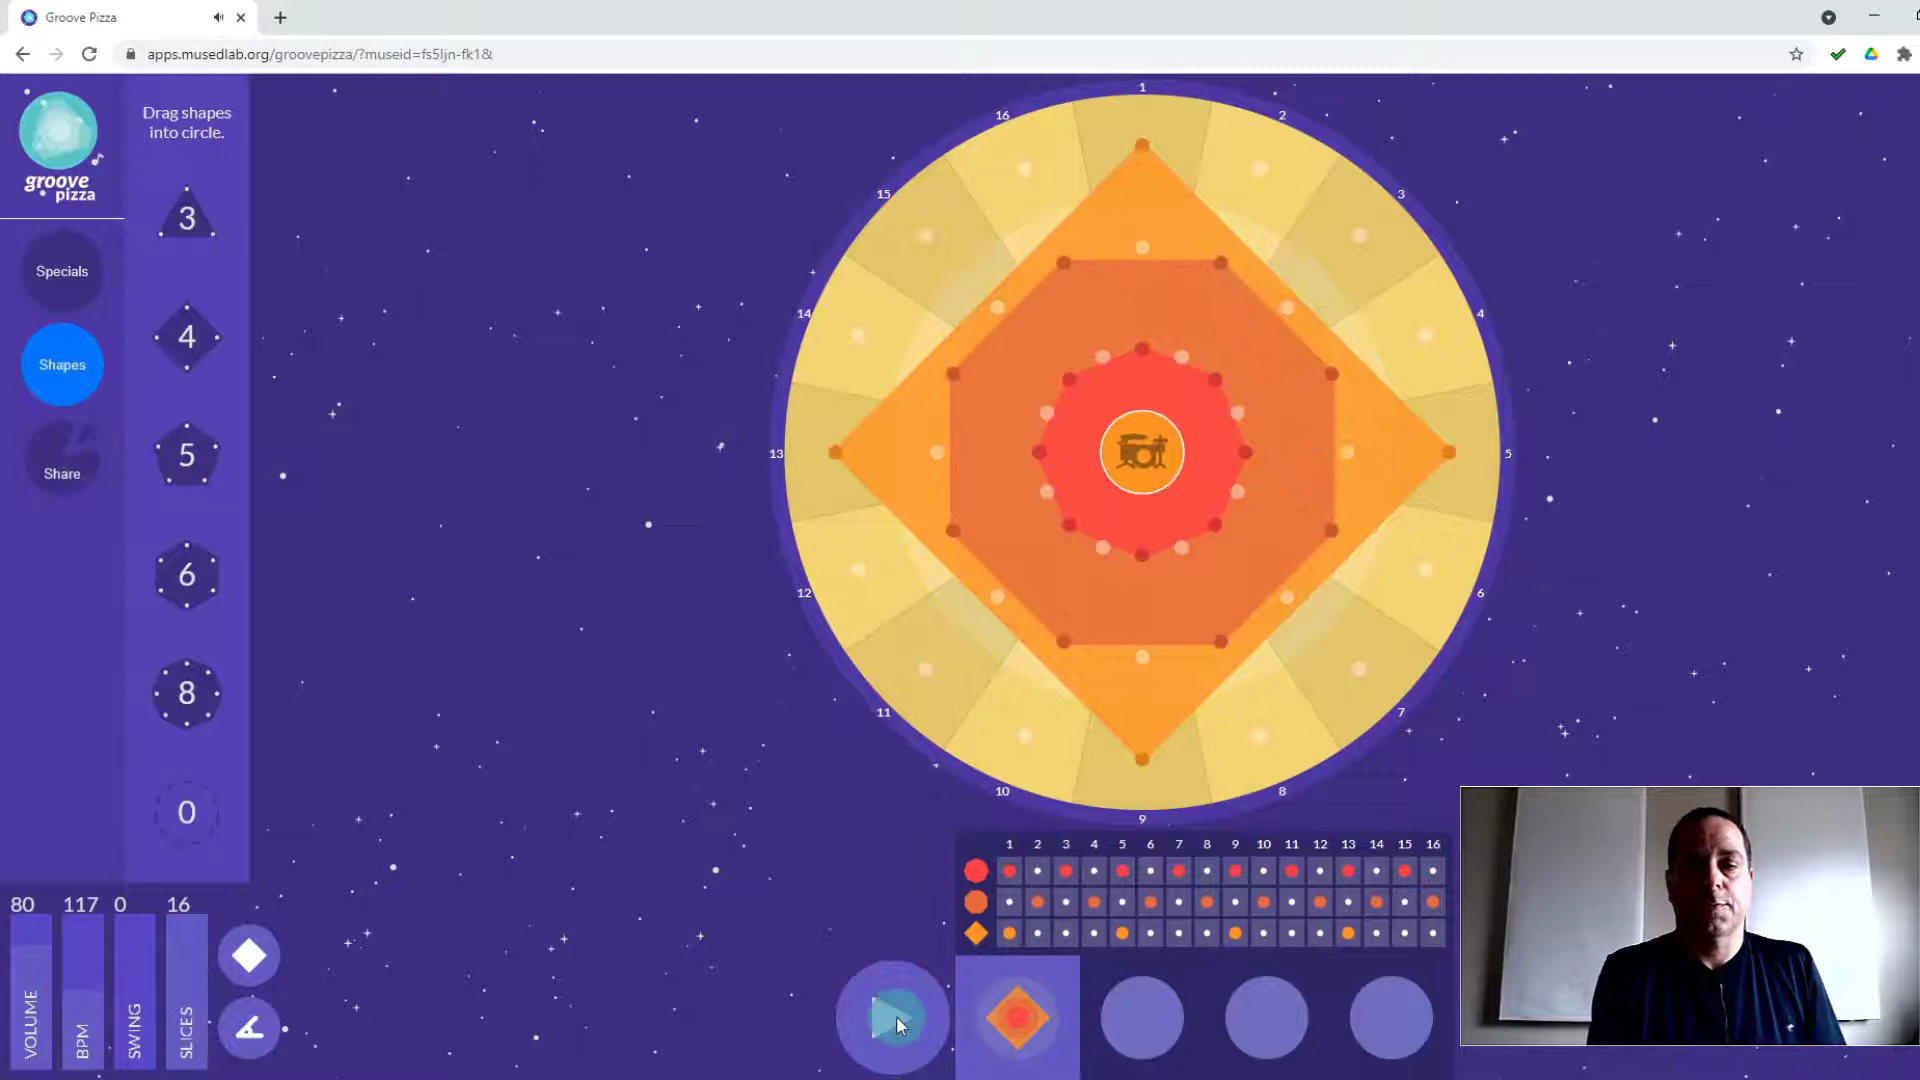 Groove Pizza
apps.musedlab.org/groovepizza/?museid=fs5ljn-fk1&
groove
pizza
Specials
Shapes
Share
Drag shapes
into circle.
3
4
5
6
8
0
1
2
3
4
5
6
7
8
9
10
11
12
13
14
15
16
1 2 3 4 5 6 7 8 9 10 11 12 13 14 15 16
80 117 0 16
VOLUME BPM SWING SLICES